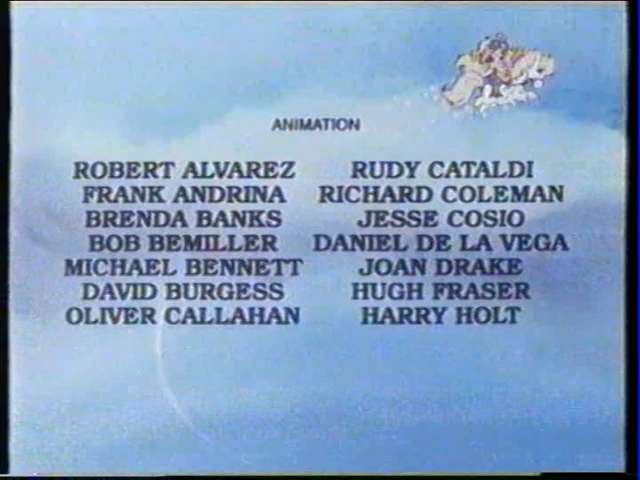 ANIMATION
ROBERT ALVAREZ RUDY CATALDI
FRANK ANDRINA RICHARD COLEMAN
BRENDA BANKS JESSE COSIO
BOB BEMILLER DANIEL DE LA VEGA
MICHAEL BENNETT JOAN DRAKE
DAVID BURGESS HUGH FRASER
OLIVER CALLAHAN HARRY HOLT